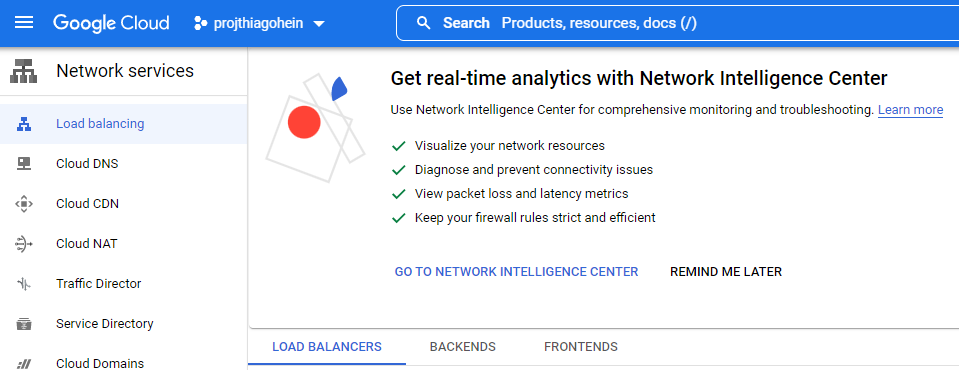 Google Cloud projthiagohein Search Products, resources, docs (/)
Network services
Load balancing
Cloud DNS
Cloud CDN
Cloud NAT
Traffic Director
Service Directory
Cloud Domains
Get real-time analytics with Network Intelligence Center
Use Network Intelligence Center for comprehensive monitoring and troubleshooting. Learn more
Visualize your network resources
Diagnose and prevent connectivity issues
View packet loss and latency metrics
Keep your firewall rules strict and efficient
GO TO NETWORK INTELLIGENCE CENTER REMIND ME LATER
LOAD BALANCERS BACKENDS FRONTENDS